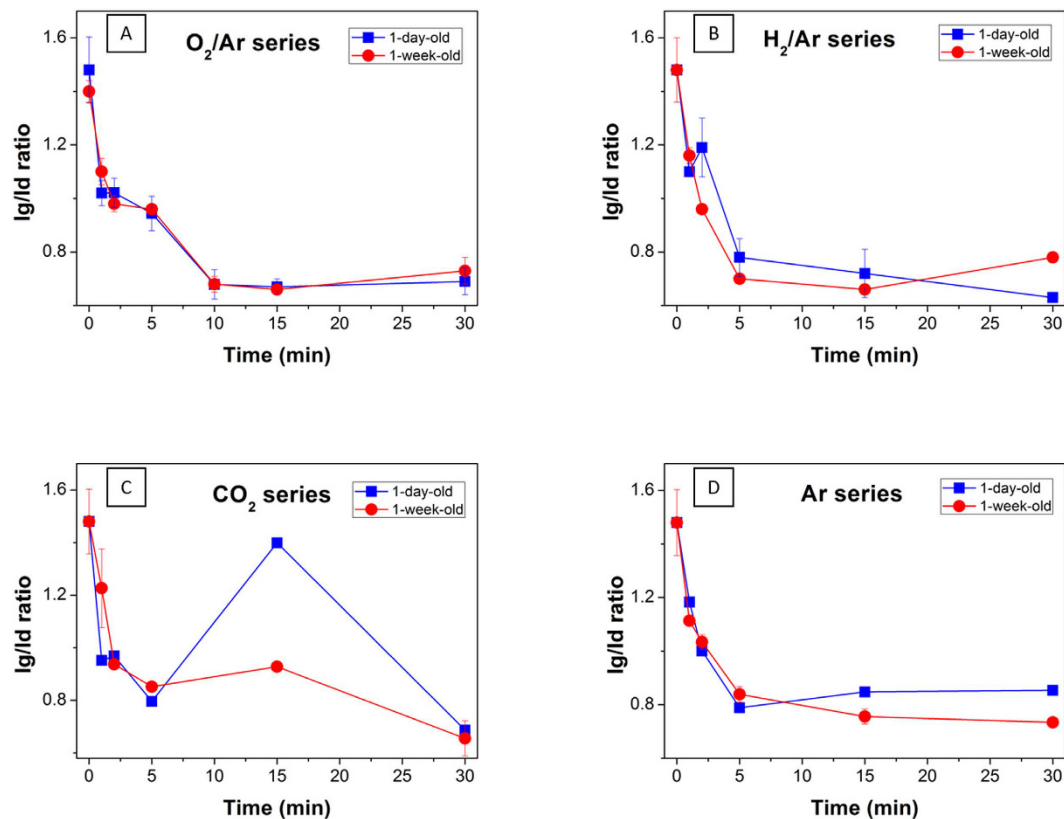 A
O2/Ar series
1-day-old
1-week-old
Ig/Id ratio
1.6
1.2
0.8
0 5 10 15 20 25 30
Time (min)
B
H2/Ar series
1-day-old
1-week-old
Ig/Id ratio
1.6
1.2
0.8
0 5 10 15 20 25 30
Time (min)
C
CO2 series
1-day-old
1-week-old
Ig/Id ratio
1.6
1.2
0.8
0 5 10 15 20 25 30
Time (min)
D
Ar series
1-day-old
1-week-old
Ig/Id ratio
1.6
1.2
0.8
0 5 10 15 20 25 30
Time (min)